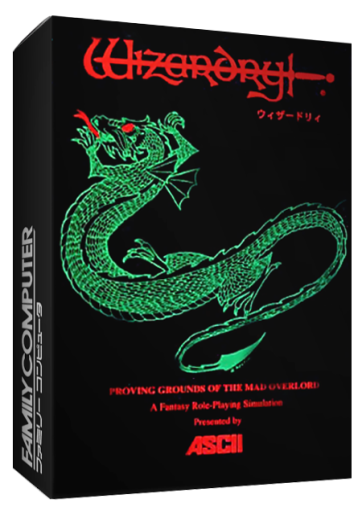 Wizardry
ウィザードリィ
PROVING GROUNDS OF THE MAD OVERLORD
A Fantasy Role-Playing Simulation
Presented by
ASCII
FAMILY COMPUTER
ファミリーコンピュータ